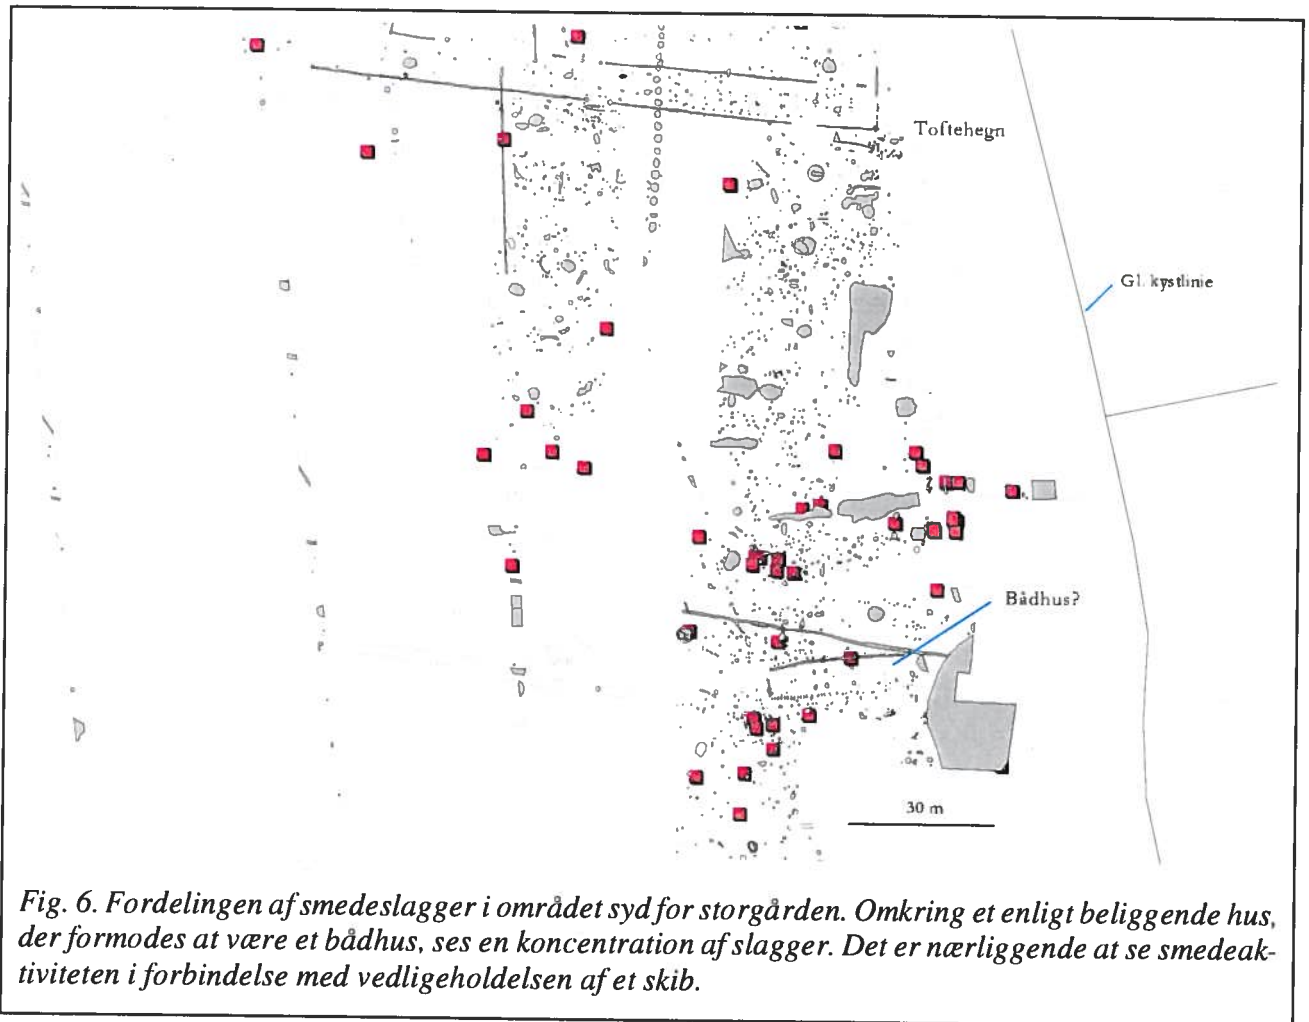 Toftehegn
Gl. kystlinie
Bådhus?
30 m
Fig. 6. Fordelingen af smedeslagger i området syd for storgården. Omkring et enligt beliggende hus,
der formodes at være et bådhus, ses en koncentration af slagger. Det er nærliggende at se smedeak-
tiviteten i forbindelse med vedligeholdelsen af et skib.